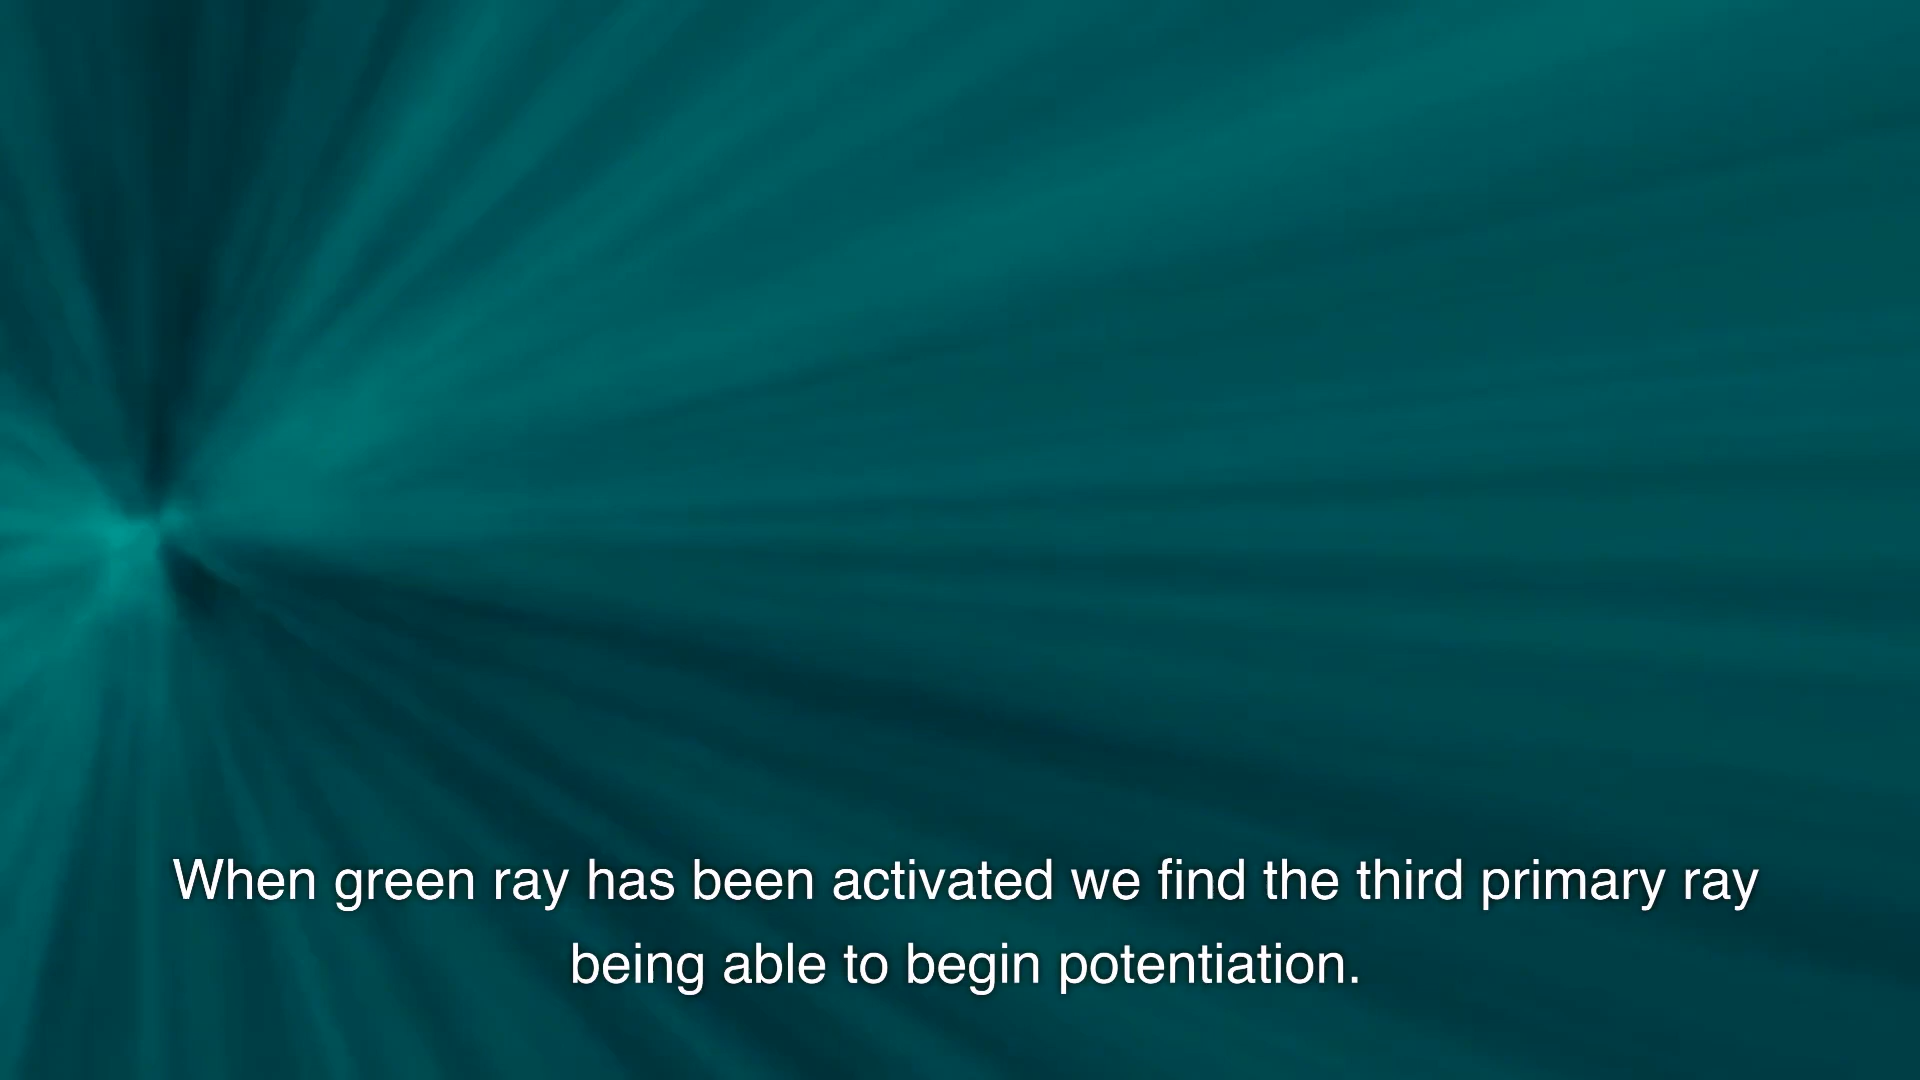 When green ray has been activated we find the third primary ray
being able to begin potentiation.